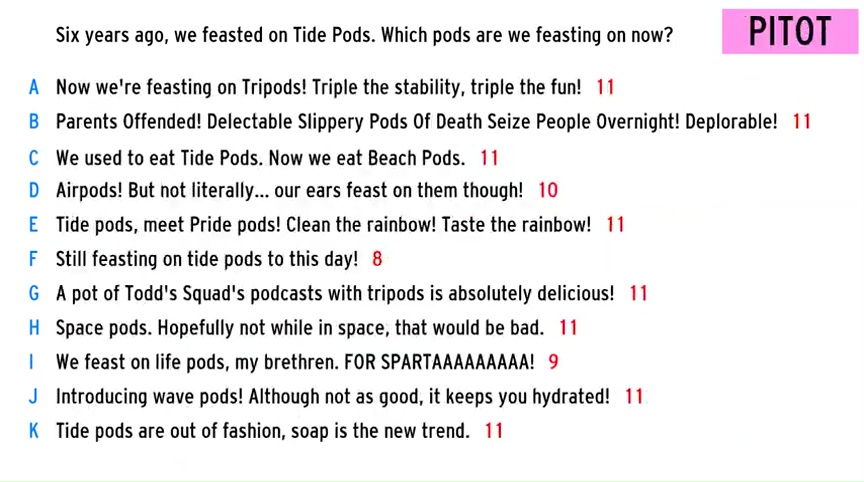 Six years ago, we feasted on Tide Pods. Which pods are we feasting on now?
PITOT
A Now we're feasting on Tripods! Triple the stability, triple the fun! 11
B Parents Offended! Delectable Slippery Pods Of Death Seize People Overnight! Deplorable! 11
C We used to eat Tide Pods. Now we eat Beach Pods. 11
D Airpods! But not literally... our ears feast on them though! 10
E Tide pods, meet Pride pods! Clean the rainbow! Taste the rainbow! 11
F Still feasting on tide pods to this day! 8
G A pot of Todd's Squad's podcasts with tripods is absolutely delicious! 11
H Space pods. Hopefully not while in space, that would be bad. 11
I We feast on life pods, my brethren. FOR SPARTAAAAAAAAA! 9
J Introducing wave pods! Although not as good, it keeps you hydrated! 11
K Tide pods are out of fashion, soap is the new trend. 11